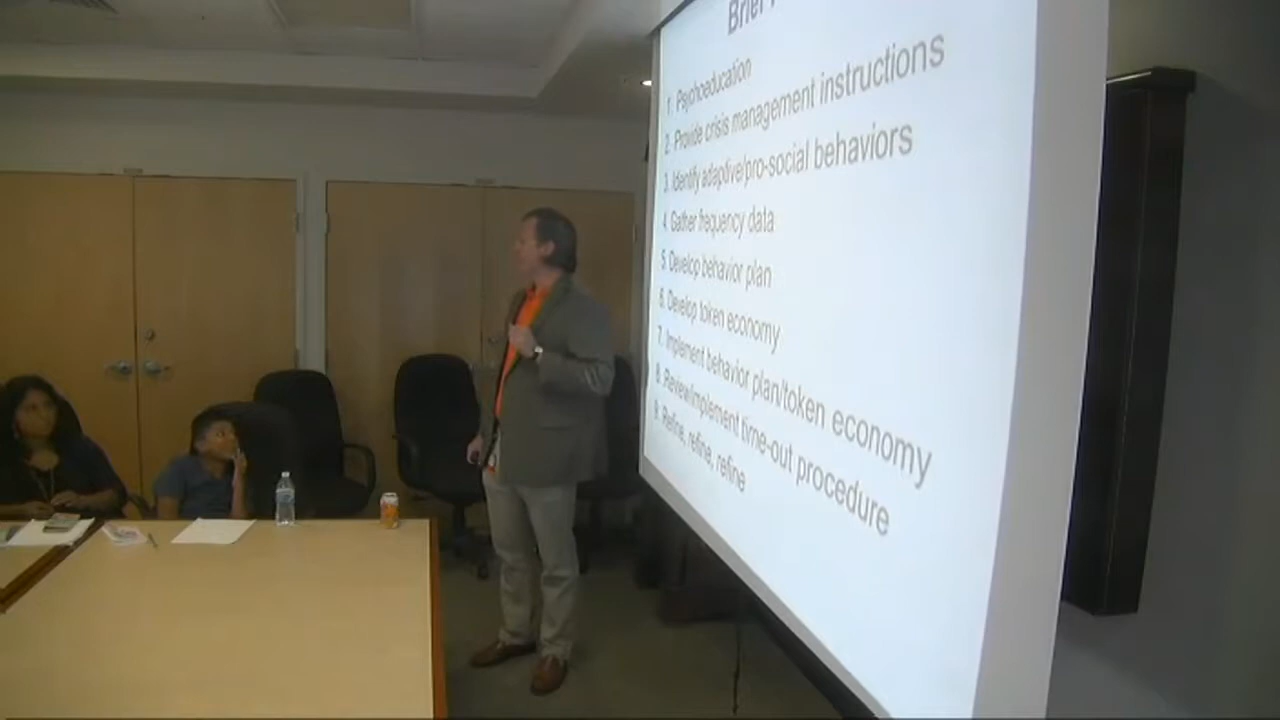 Brief
1. Psychoeducation
2. Provide crisis management instructions
3. Identify adaptive/pro-social behaviors
4. Gather frequency data
5. Develop behavior plan
6. Develop token economy
7. Implement behavior plan/token economy
8. Review/implement time-out procedure
9. Refine, refine, refine